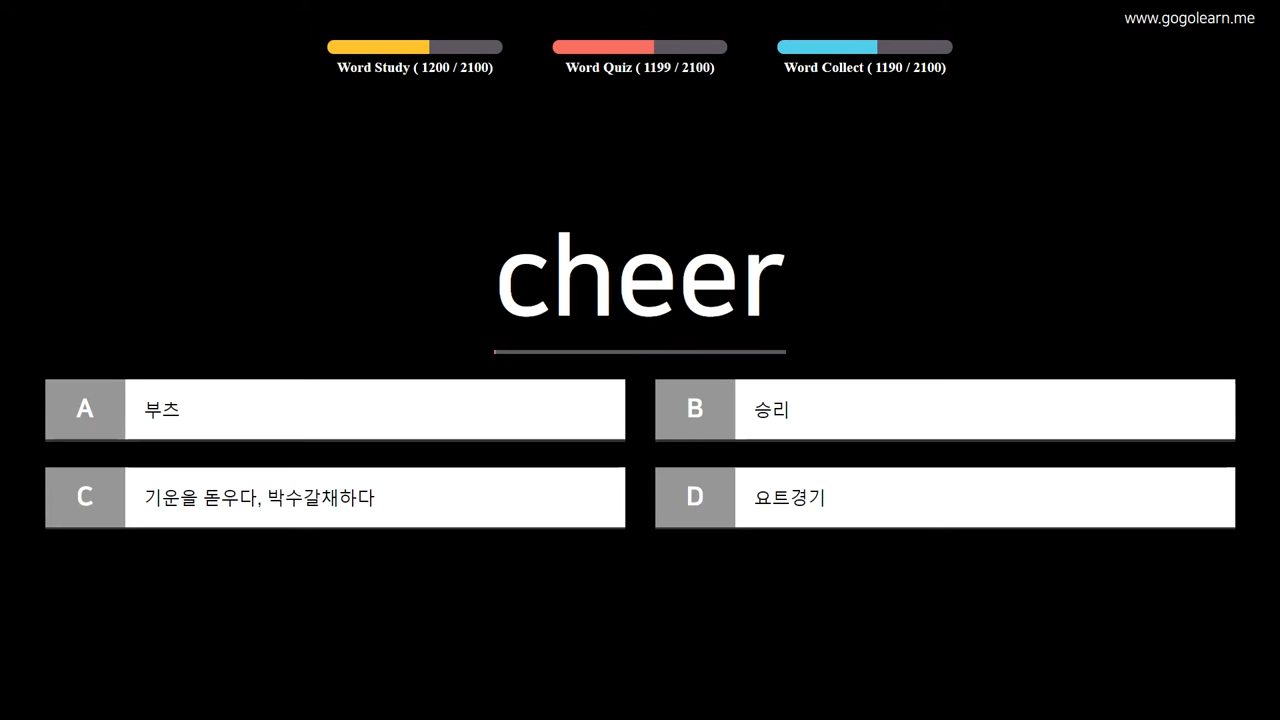 www.gogolearn.me
Word Study ( 1200 / 2100)
Word Quiz ( 1199 / 2100)
Word Collect ( 1190 / 2100)
cheer
A 부츠
B 승리
C 기운을 돋우다, 박수갈채하다
D 요트경기